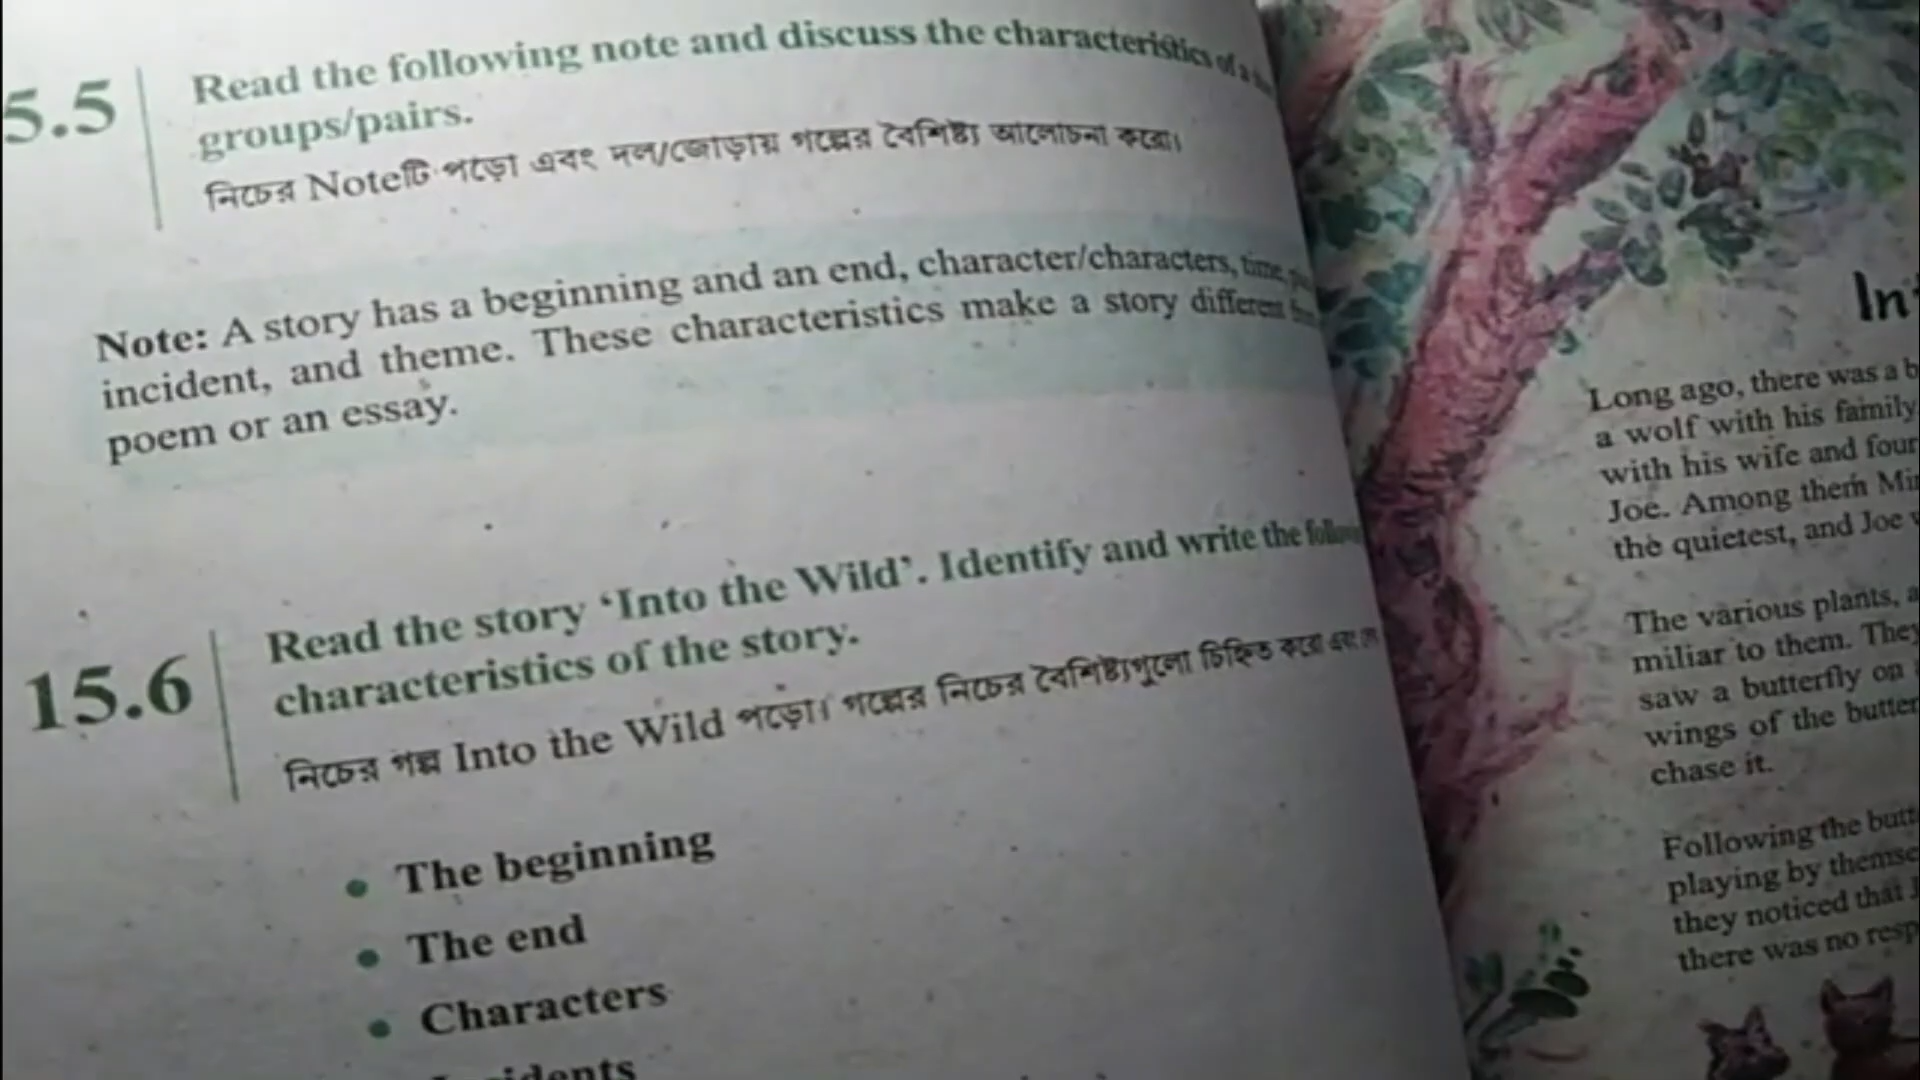 5.5
Read the following note and discuss the characteristics of a
groups/pairs.
নিচের Noteটি পড়ো এবং দল/জোড়ায় গল্পের বৈশিষ্ট্য আলোচনা করো।
Note: A story has a beginning and an end, character/characters, time,
incident, and theme. These characteristics make a story different
poem or an essay.
15.6
Read the story ‘Into the Wild’. Identify and write the
characteristics of the story.
নিচের গল্প Into the Wild পড়ো। গল্পের নিচের বৈশিষ্ট্যগুলো চিহ্নিত করো এবং
• The beginning
• The end
• Characters
Long ago, there was a b
a wolf with his family
with his wife and four
Joe. Among them
the quietest, and Joe
The various plants, a
miliar to them. They
saw a butterfly on
wings of the butter
chase it.
Following the butt
playing by themse
they noticed that J
there was no resp